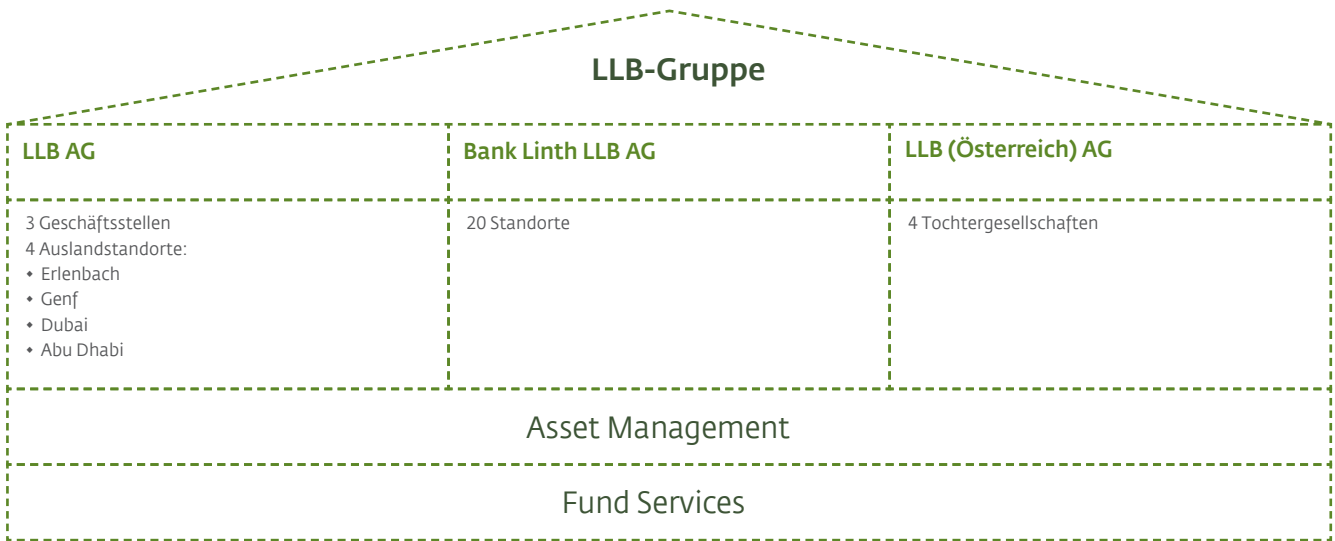 LLB-Gruppe
LLB AG
Bank Linth LLB AG
LLB (Österreich) AG
3 Geschäftsstellen
4 Auslandstandorte:
• Erlenbach
• Genf
• Dubai
• Abu Dhabi
20 Standorte
4 Tochtergesellschaften
Asset Management
Fund Services